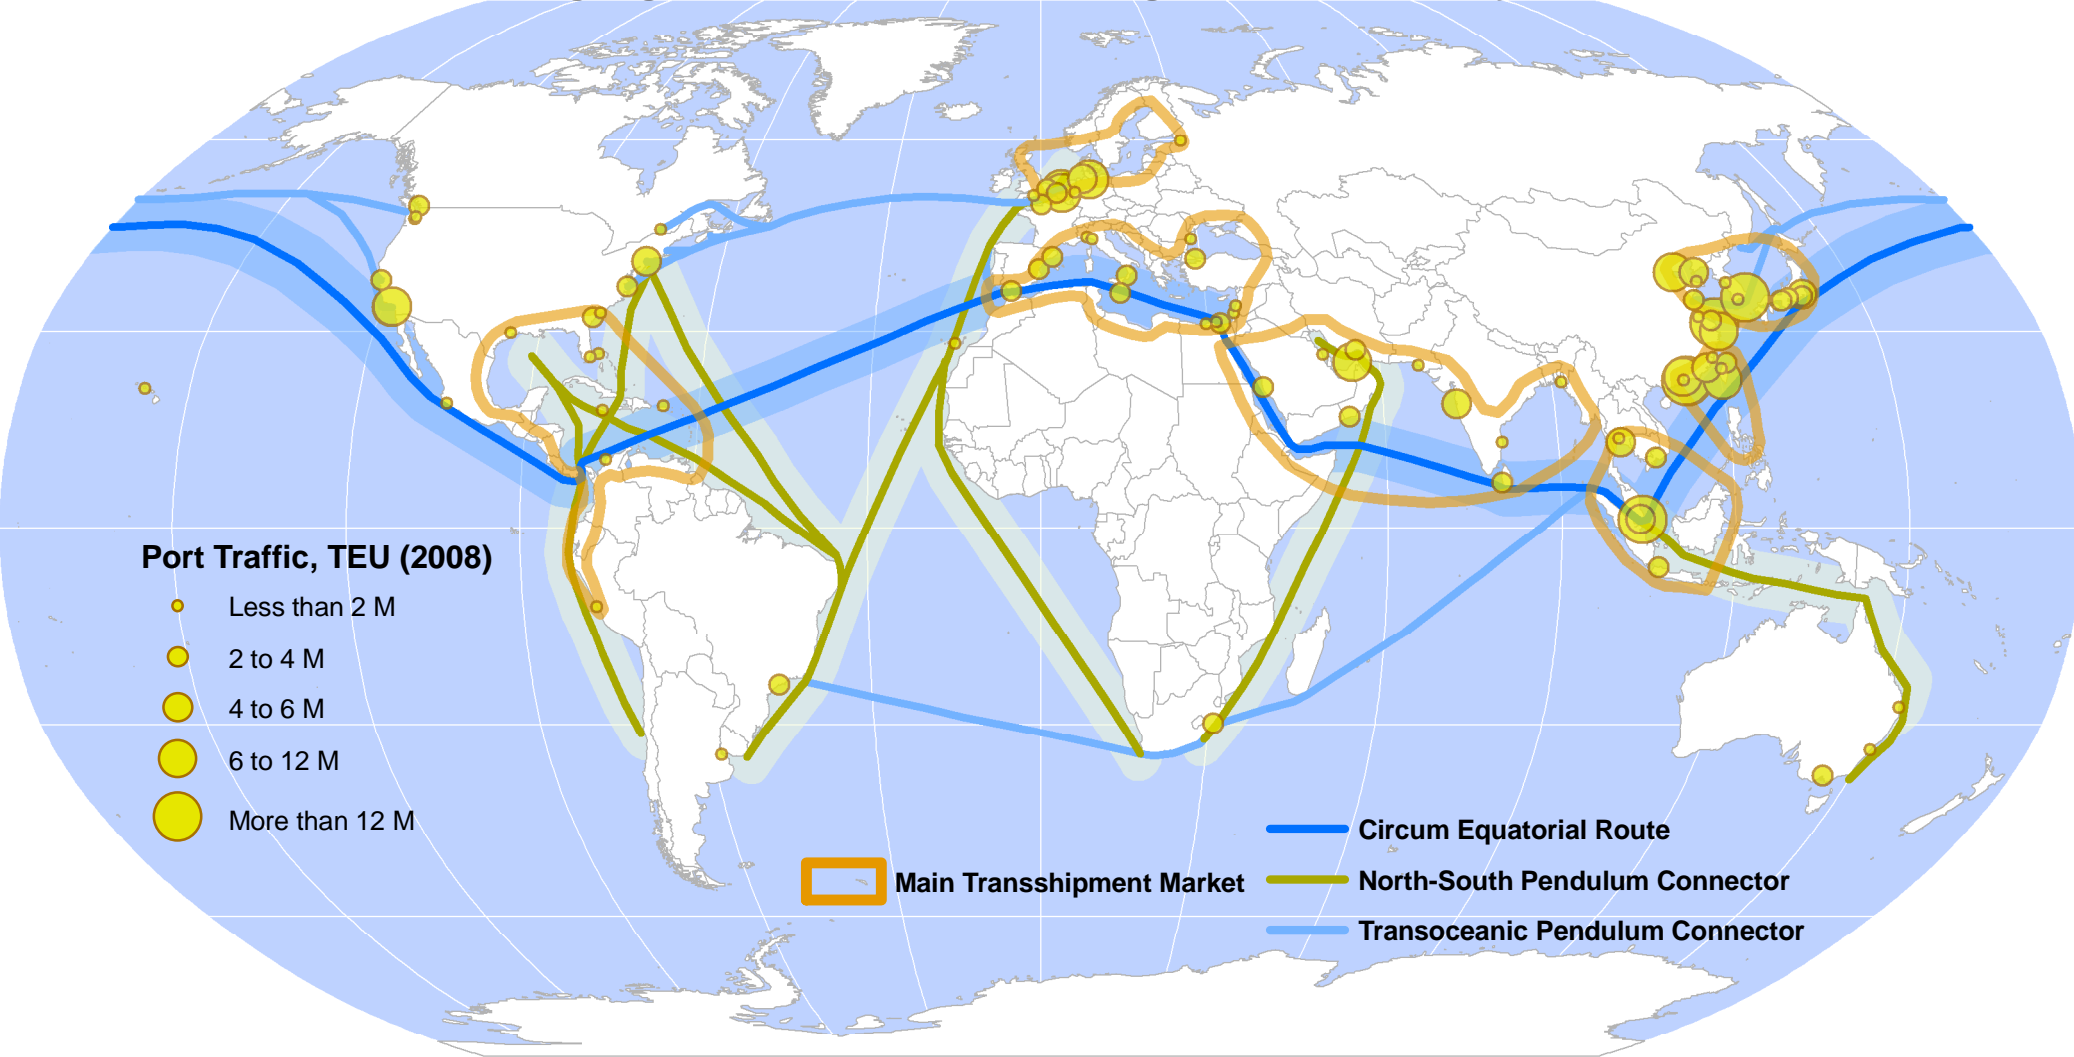 Port Traffic, TEU (2008)
Less than 2 M
2 to 4 M
4 to 6 M
6 to 12 M
More than 12 M
Main Transshipment Market
Circum Equatorial Route
North-South Pendulum Connector
Transoceanic Pendulum Connector